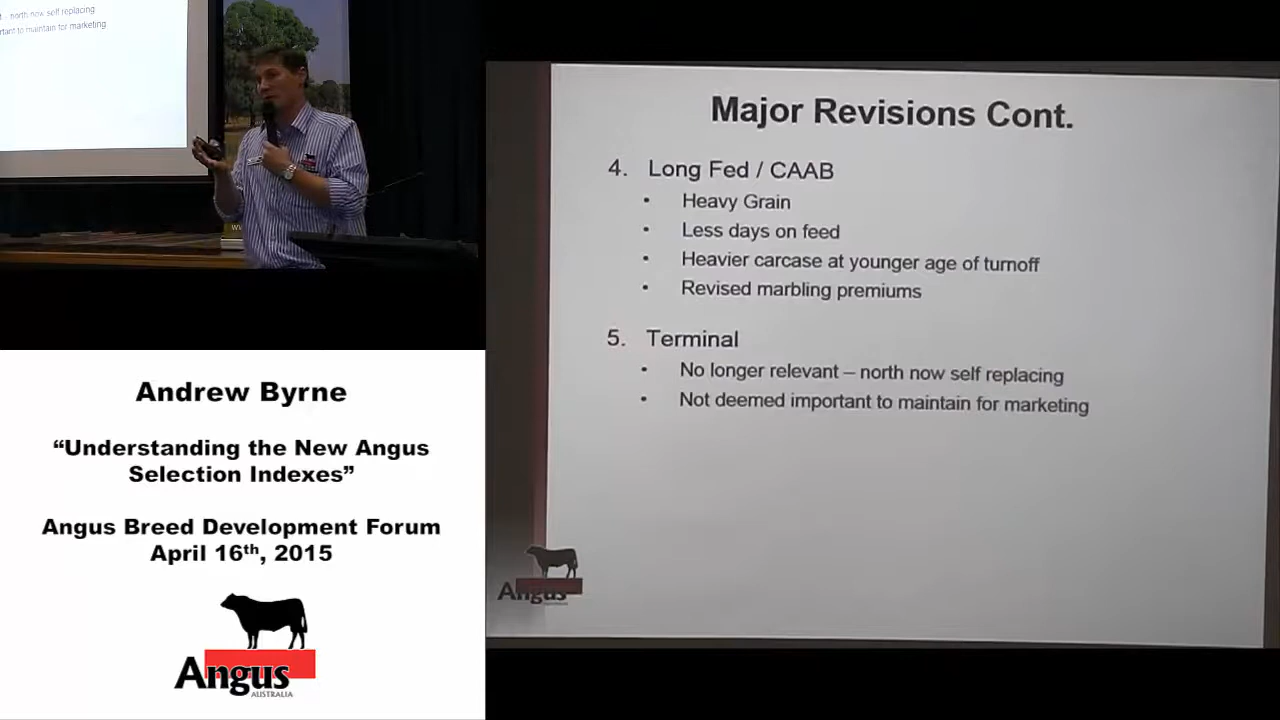 - north now self replacing
rtant to maintain for marketing
Major Revisions Cont.
4. Long Fed / CAAB
• Heavy Grain
• Less days on feed
• Heavier carcase at younger age of turnoff
• Revised marbling premiums
5. Terminal
• No longer relevant – north now self replacing
• Not deemed important to maintain for marketing
Angus
Andrew Byrne
“Understanding the New Angus
Selection Indexes”
Angus Breed Development Forum
April 16th, 2015
Angus
AUSTRALIA